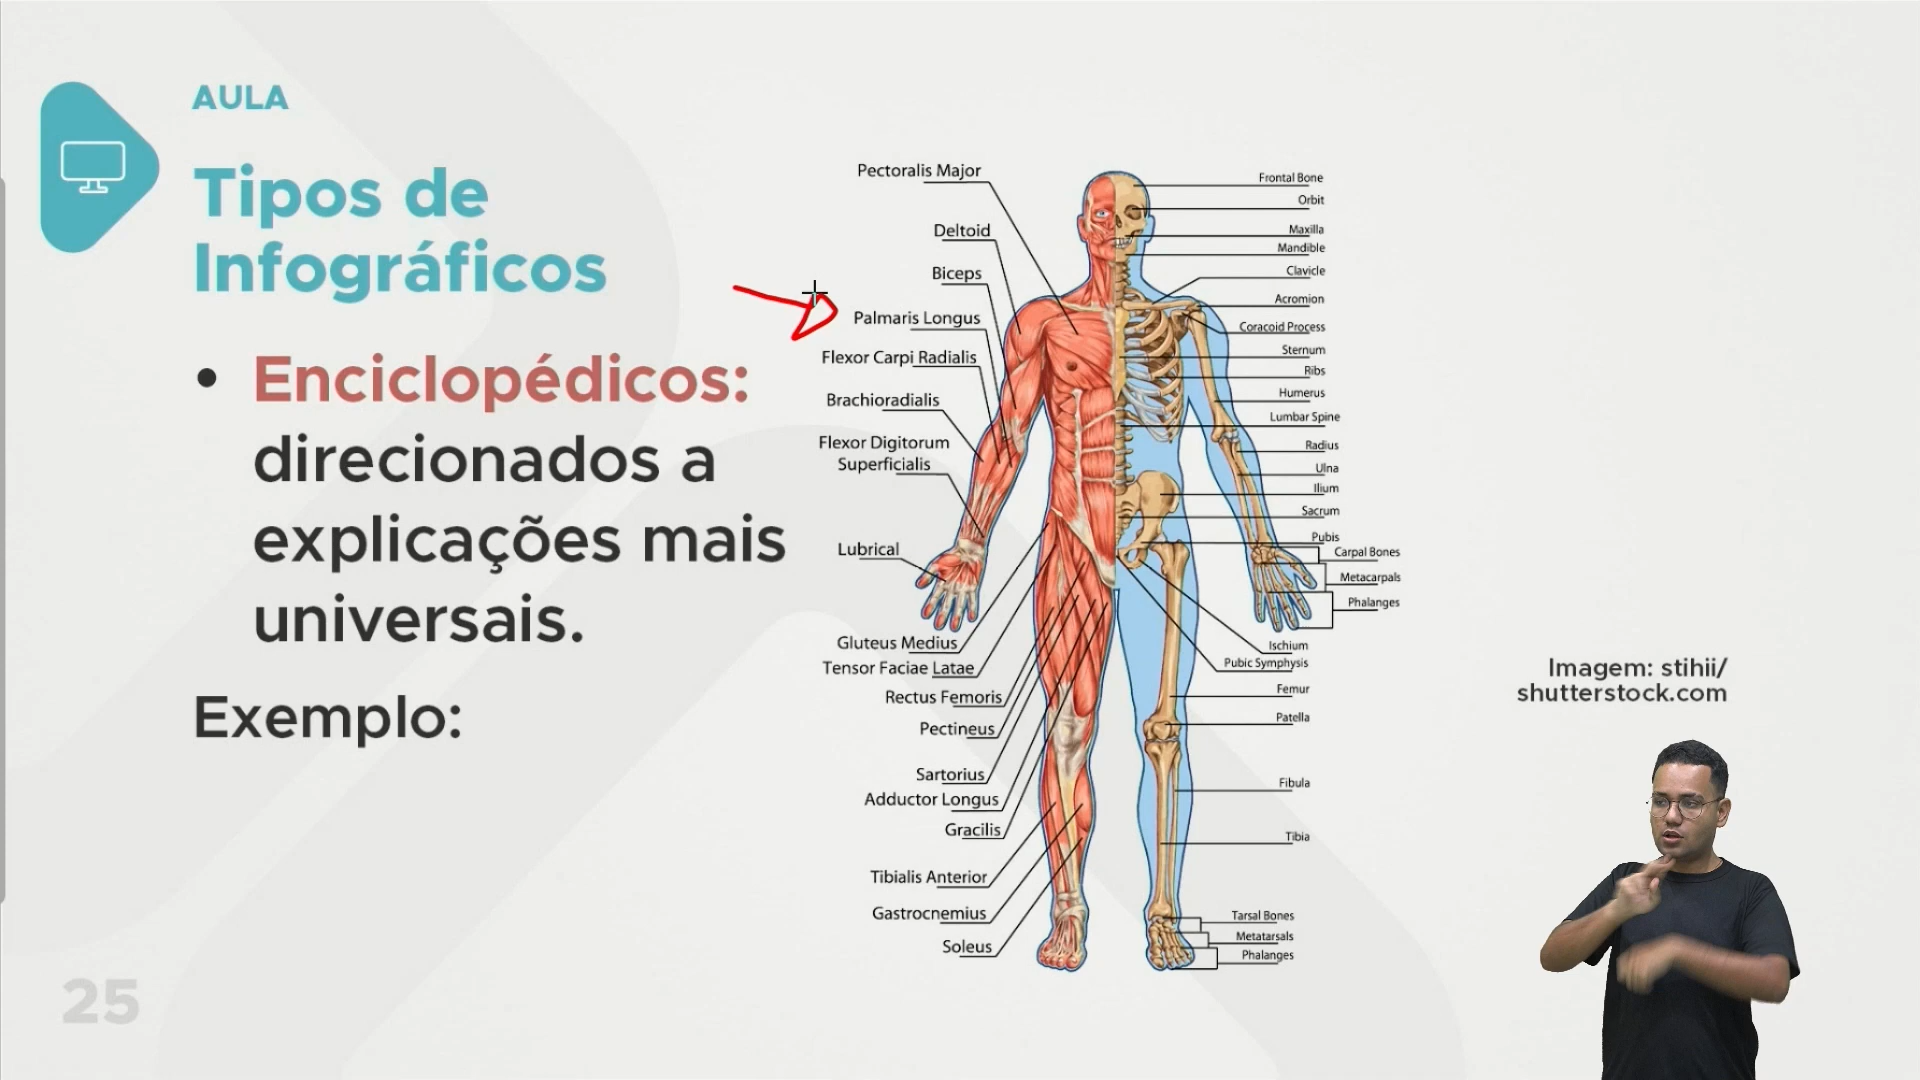 AULA
Tipos de
Infográficos
• Enciclopédicos:
direcionados a
explicações mais
universais.
Exemplo:
25
Pectoralis Major
Deltoid
Biceps
Palmaris Longus
Flexor Carpi Radialis
Brachioradialis
Flexor Digitorum
Superficialis
Lubrical
Gluteus Medius
Tensor Faciae Latae
Rectus Femoris
Pectineus
Sartorius
Adductor Longus
Gracilis
Tibialis Anterior
Gastrocnemius
Soleus
Frontal Bone
Orbit
Maxilla
Mandible
Clavicle
Acromion
Coracoid Process
Sternum
Ribs
Humerus
Lumbar Spine
Radius
Ulna
Ilium
Sacrum
Pubis
Carpal Bones
Metacarpals
Phalanges
Ischium
Pubic Symphysis
Femur
Patella
Fibula
Tibia
Tarsal Bones
Metatarsals
Phalanges
Imagem: stihii/
shutterstock.com